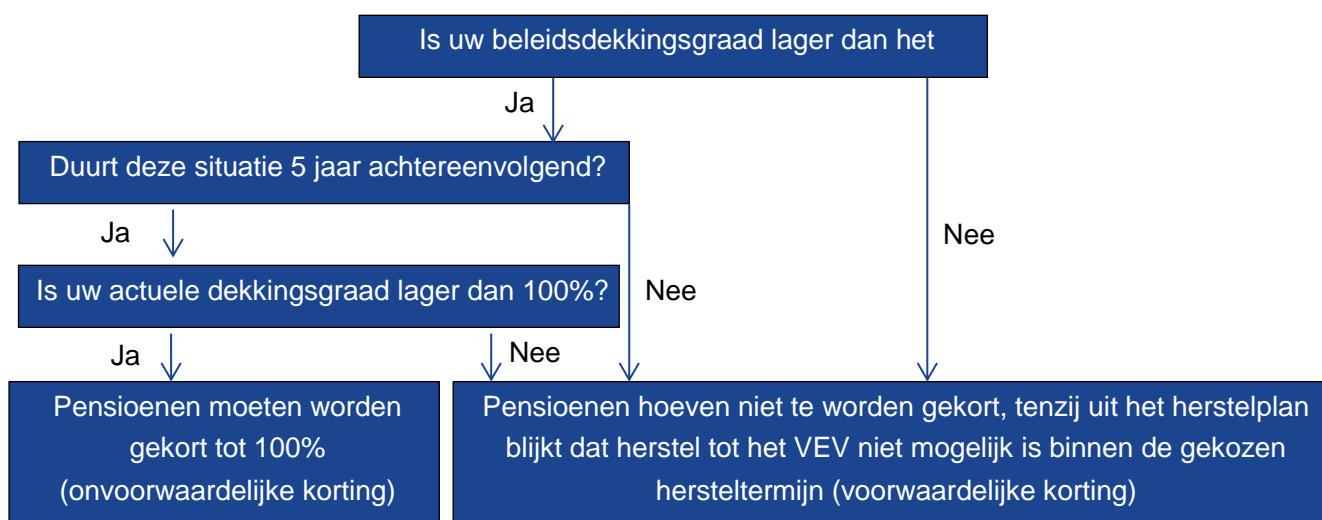 Is uw beleidsdekkingsgraad lager dan het
Ja
Duurt deze situatie 5 jaar achtereenvolgend?
Ja
Nee
Is uw actuele dekkingsgraad lager dan 100%?
Nee
Ja
Nee
Pensioenen moeten worden
gekort tot 100%
(onvoorwaardelijke korting)
Pensioenen hoeven niet te worden gekort, tenzij uit het herstelplan
blijkt dat herstel tot het VEV niet mogelijk is binnen de gekozen
hersteltermijn (voorwaardelijke korting)